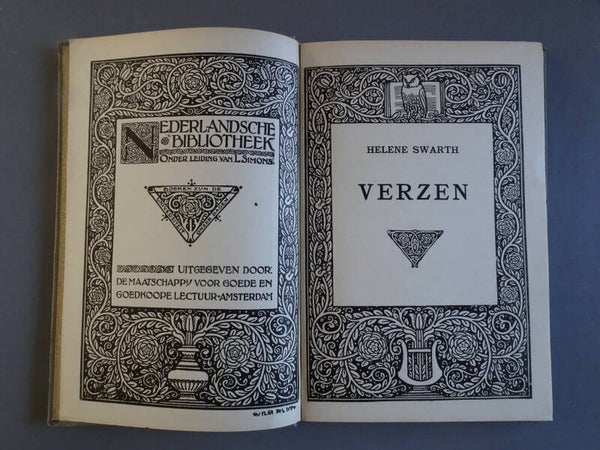 NEDERLANDSCHE
BIBLIOTHEEK
ONDER LEIDING VAN L. SIMONS.
BOEKEN ZIJN DE
UITGEGEVEN DOOR
DE MAATSCHAPPY VOOR GOEDE EN
GOEDKOOPE LECTUUR-AMSTERDAM
HELENE SWARTH
VERZEN